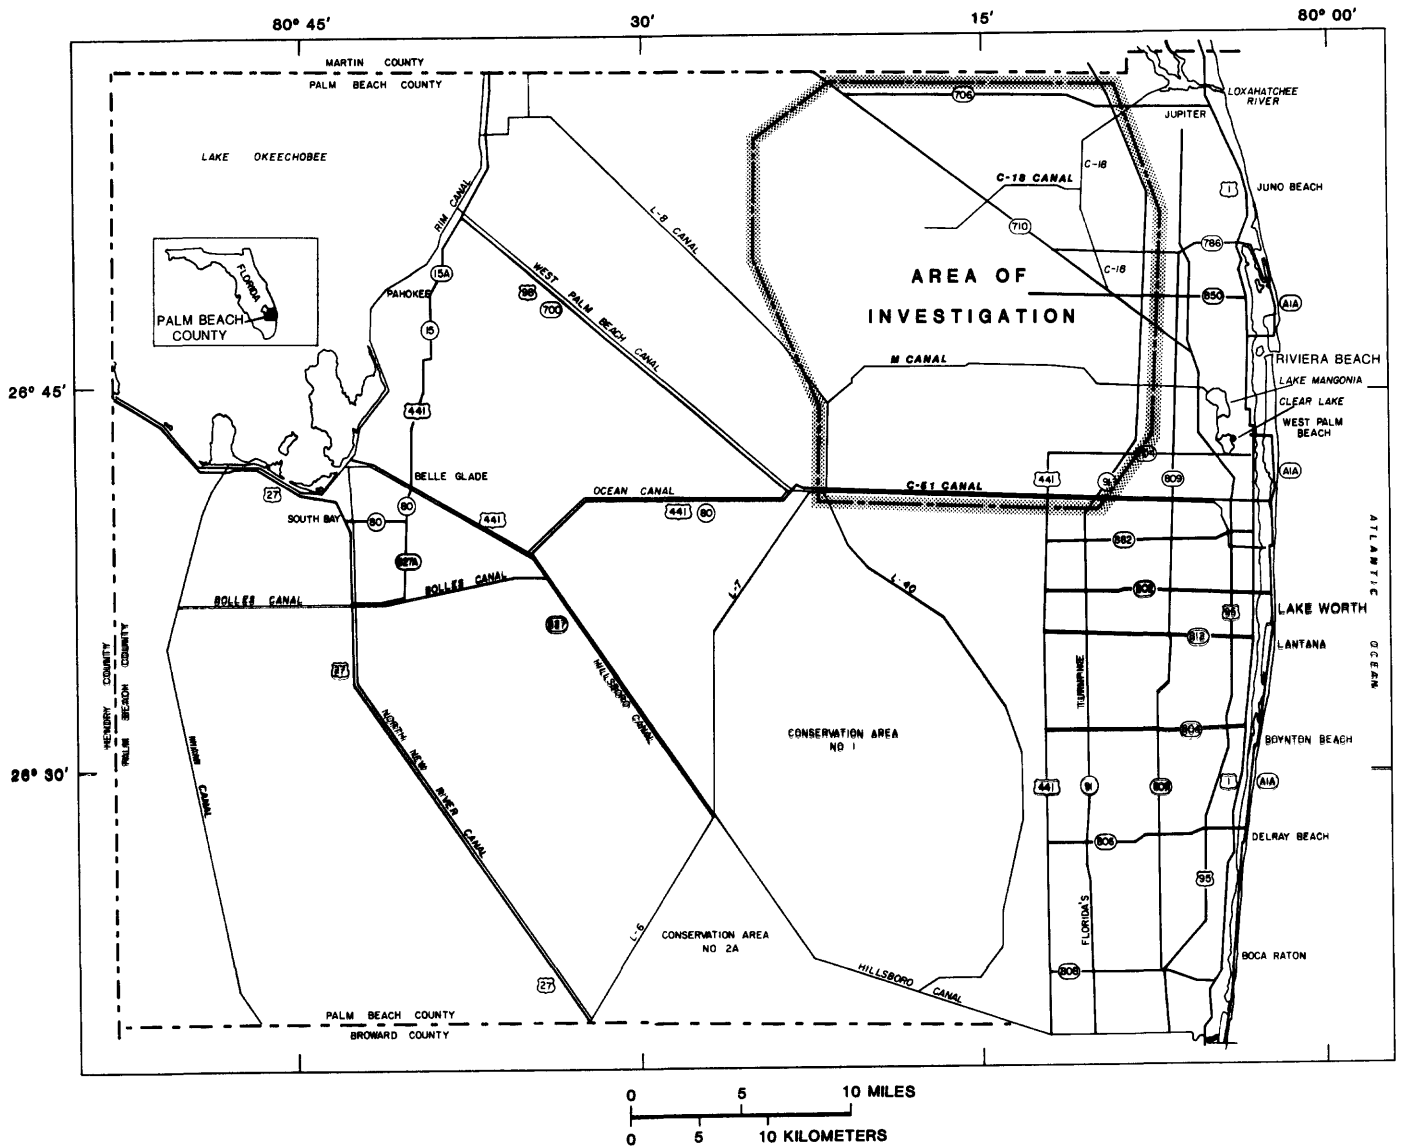 80° 45'
30'
15'
80° 00'
MARTIN COUNTY
PALM BEACH COUNTY
LOXAHATCHEE
RIVER
706
JUPITER
LAKE OKEECHOBEE
C-18
C-18 CANAL
1
JUNO BEACH
RIM CANAL
L-8 CANAL
710
786
FLORIDA
15A
WEST PALM BEACH CANAL
98
700
C-18
AREA OF
INVESTIGATION
PAHOKEE
850
A1A
PALM BEACH
COUNTY
15
M CANAL
RIVIERA BEACH
26° 45'
LAKE MANGONIA
441
CLEAR LAKE
WEST PALM
BEACH
BELLE GLADE
441
809
A1A
27
OCEAN CANAL
C-51 CANAL
80
441
80
SOUTH BAY
80
441
882
827A
BOLLES CANAL
BOLLES CANAL
L-7
L-40
802
ATLANTIC OCEAN
827
95
LAKE WORTH
812
LANTANA
HENDRY COUNTY
PALM BEACH COUNTY
27
TURNPIKE
HILLSBORO CANAL
NORTH NEW RIVER CANAL
CONSERVATION AREA
NO 1
804
BOYNTON BEACH
MIAMI CANAL
26° 30'
441
91
809
1
A1A
806
DELRAY BEACH
95
FLORIDA'S
L-6
CONSERVATION AREA
NO 2A
808
BOCA RATON
HILLSBORO CANAL
27
PALM BEACH COUNTY
BROWARD COUNTY
0 5 10 MILES
0 5 10 KILOMETERS